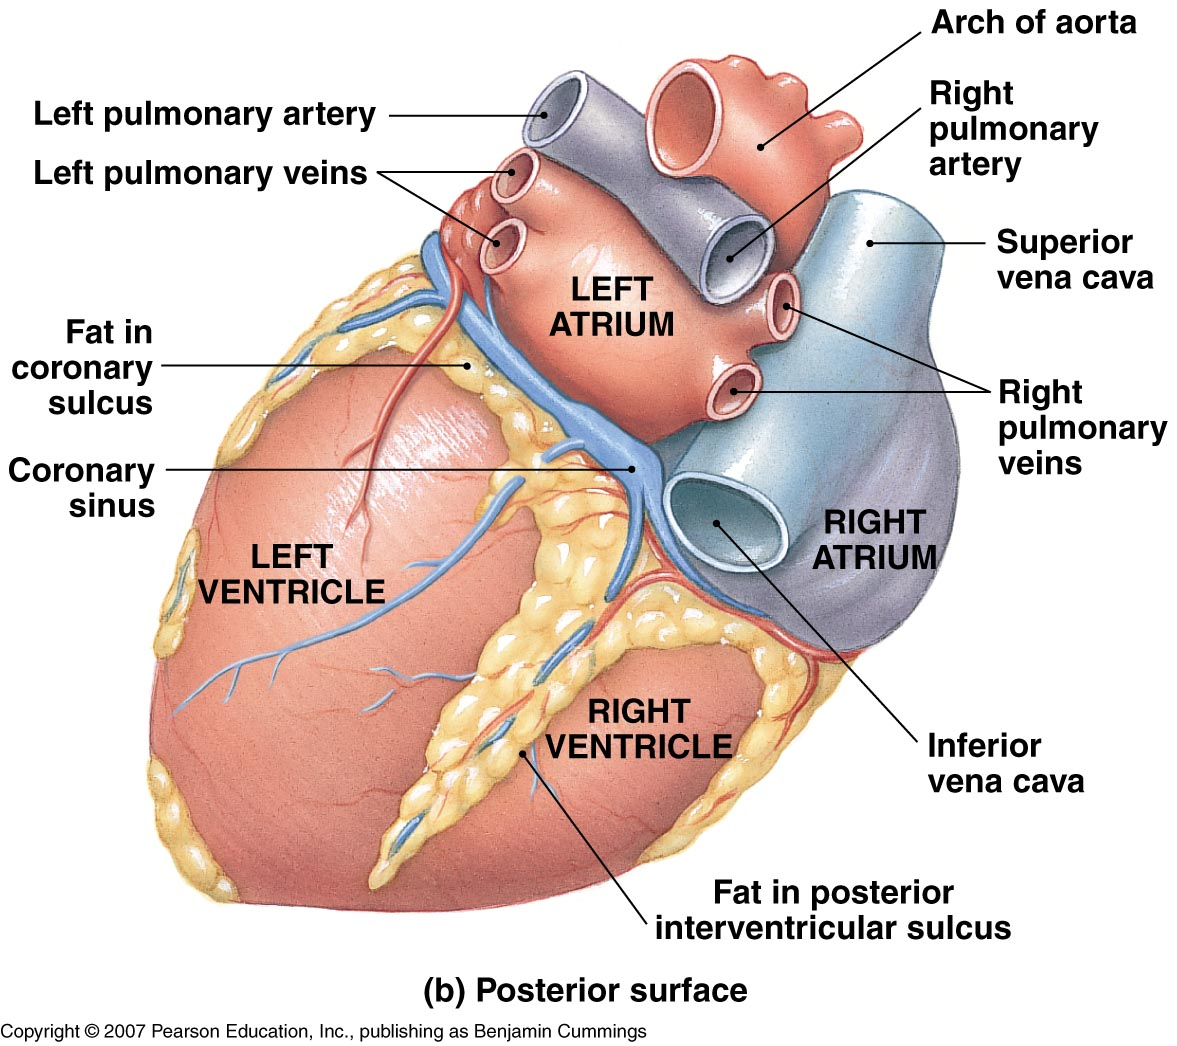 Arch of aorta
Left pulmonary artery
Right
pulmonary
artery
Left pulmonary veins
Superior
vena cava
LEFT
ATRIUM
Fat in
coronary
sulcus
Right
pulmonary
veins
Coronary
sinus
RIGHT
ATRIUM
LEFT
VENTRICLE
RIGHT
VENTRICLE
Inferior
vena cava
Fat in posterior
interventricular sulcus
(b) Posterior surface
Copyright © 2007 Pearson Education, Inc., publishing as Benjamin Cummings